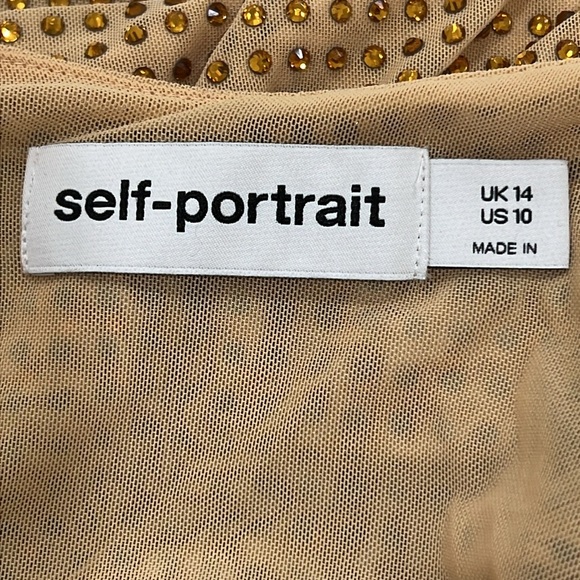 self-portrait
UK 14
US 10
MADE IN